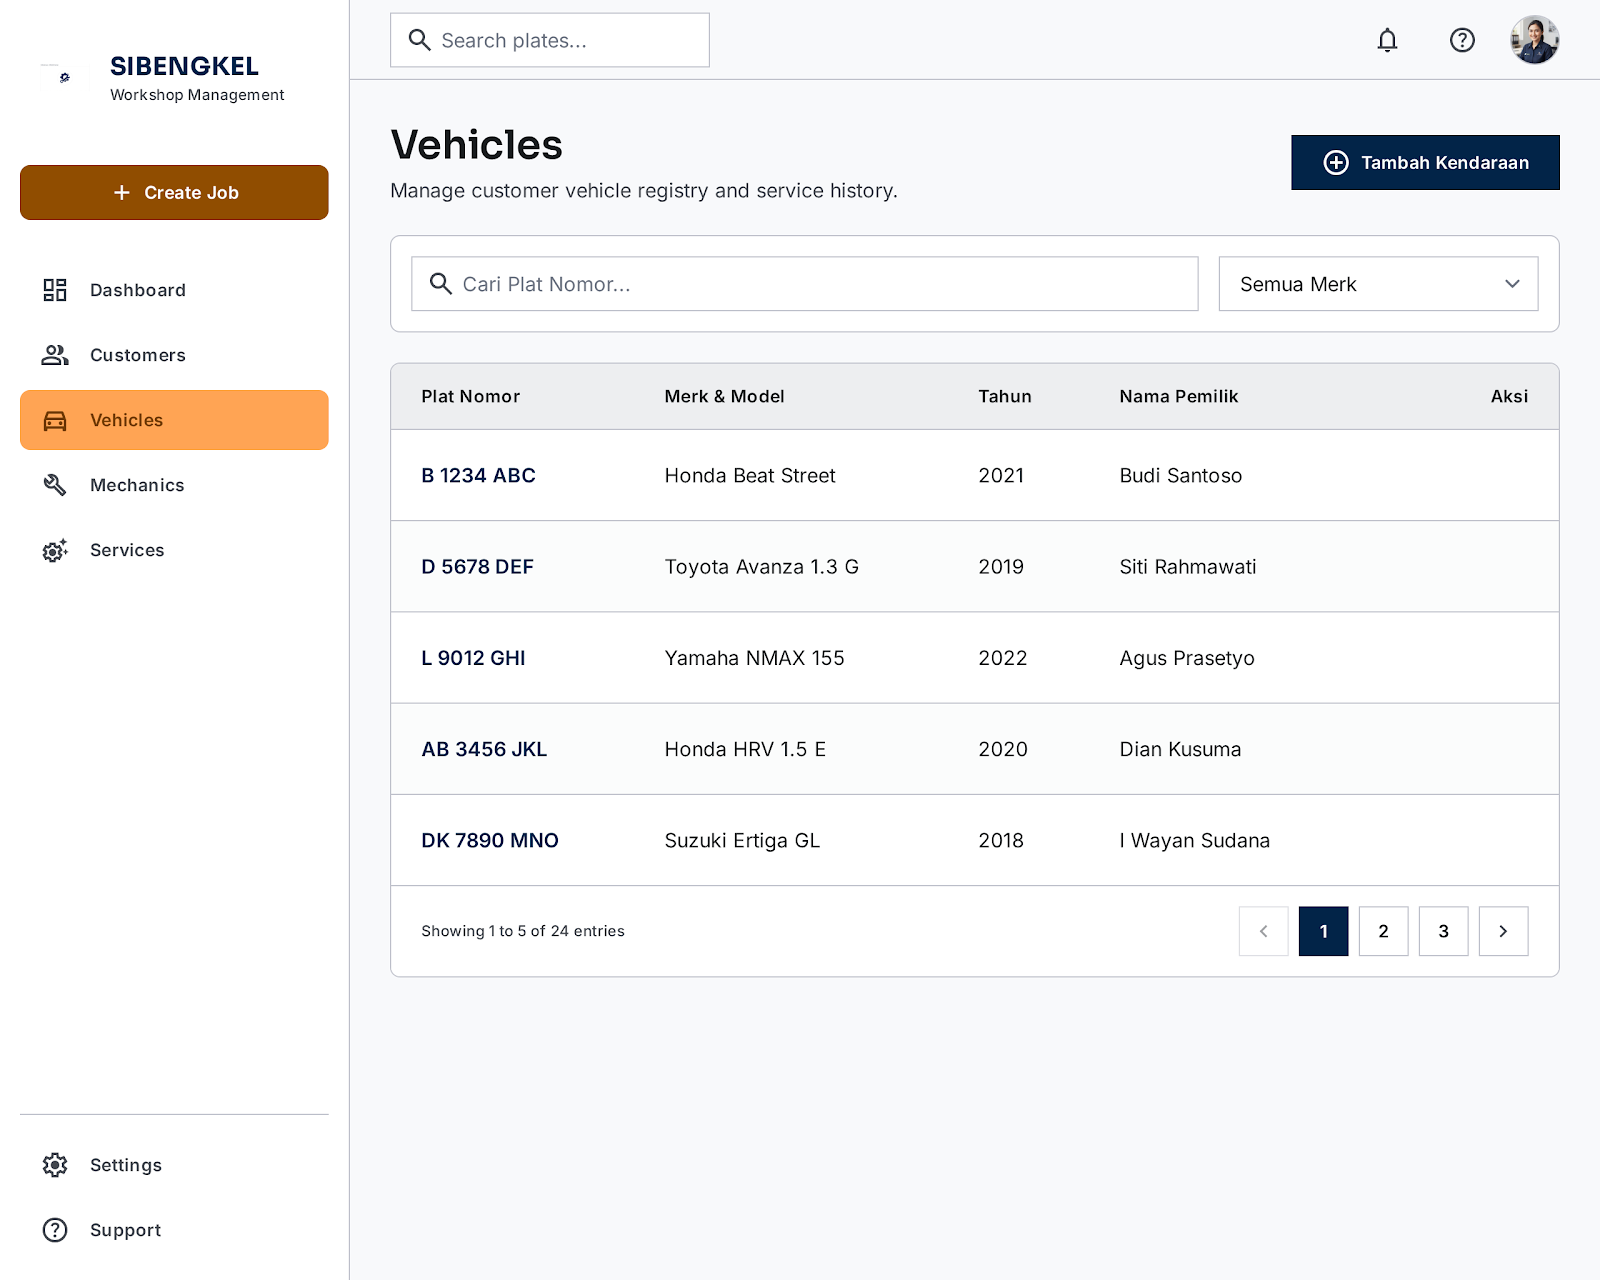 SIBENGKEL
Workshop Management
Create Job
Dashboard
Customers
Vehicles
Mechanics
Services
Settings
Support
Search plates...
Vehicles
Manage customer vehicle registry and service history.
Tambah Kendaraan
Cari Plat Nomor...
Semua Merk
Plat Nomor Merk & Model Tahun Nama Pemilik Aksi
B 1234 ABC Honda Beat Street 2021 Budi Santoso
D 5678 DEF Toyota Avanza 1.3 G 2019 Siti Rahmawati
L 9012 GHI Yamaha NMAX 155 2022 Agus Prasetyo
AB 3456 JKL Honda HRV 1.5 E 2020 Dian Kusuma
DK 7890 MNO Suzuki Ertiga GL 2018 I Wayan Sudana
Showing 1 to 5 of 24 entries
1 2 3